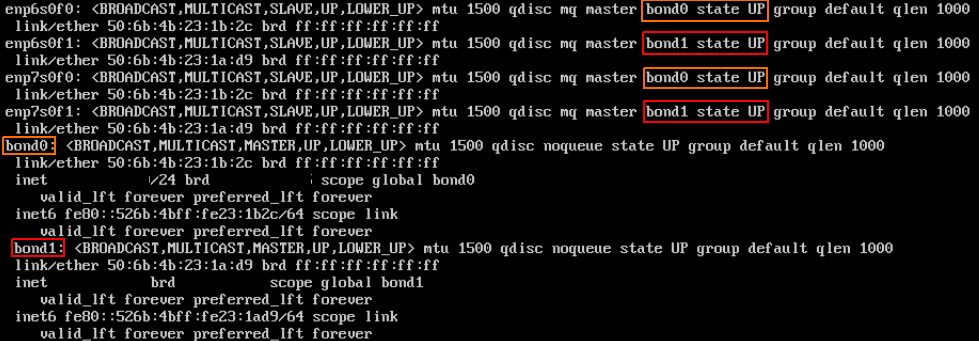 enp6s0f0: <BROADCAST,MULTICAST,SLAVE,UP,LOWER_UP> mtu 1500 qdisc mq master bond0 state UP group default qlen 1000
link/ether 50:6b:4b:23:1b:2c brd ff:ff:ff:ff:ff:ff
enp6s0f1: <BROADCAST,MULTICAST,SLAVE,UP,LOWER_UP> mtu 1500 qdisc mq master bond1 state UP group default qlen 1000
link/ether 50:6b:4b:23:1a:d9 brd ff:ff:ff:ff:ff:ff
enp7s0f0: <BROADCAST,MULTICAST,SLAVE,UP,LOWER_UP> mtu 1500 qdisc mq master bond0 state UP group default qlen 1000
link/ether 50:6b:4b:23:1b:2c brd ff:ff:ff:ff:ff:ff
enp7s0f1: <BROADCAST,MULTICAST,SLAVE,UP,LOWER_UP> mtu 1500 qdisc mq master bond1 state UP group default qlen 1000
link/ether 50:6b:4b:23:1a:d9 brd ff:ff:ff:ff:ff:ff
bond0: <BROADCAST,MULTICAST,MASTER,UP,LOWER_UP> mtu 1500 qdisc noqueue state UP group default qlen 1000
link/ether 50:6b:4b:23:1b:2c brd ff:ff:ff:ff:ff:ff
inet /24 brd scope global bond0
valid_lft forever preferred_lft forever
inet6 fe80::526b:4bff:fe23:1b2c/64 scope link
valid_lft forever preferred_lft forever
bond1: <BROADCAST,MULTICAST,MASTER,UP,LOWER_UP> mtu 1500 qdisc noqueue state UP group default qlen 1000
link/ether 50:6b:4b:23:1a:d9 brd ff:ff:ff:ff:ff:ff
inet brd scope global bond1
valid_lft forever preferred_lft forever
inet6 fe80::526b:4bff:fe23:1ad9/64 scope link
valid_lft forever preferred_lft forever